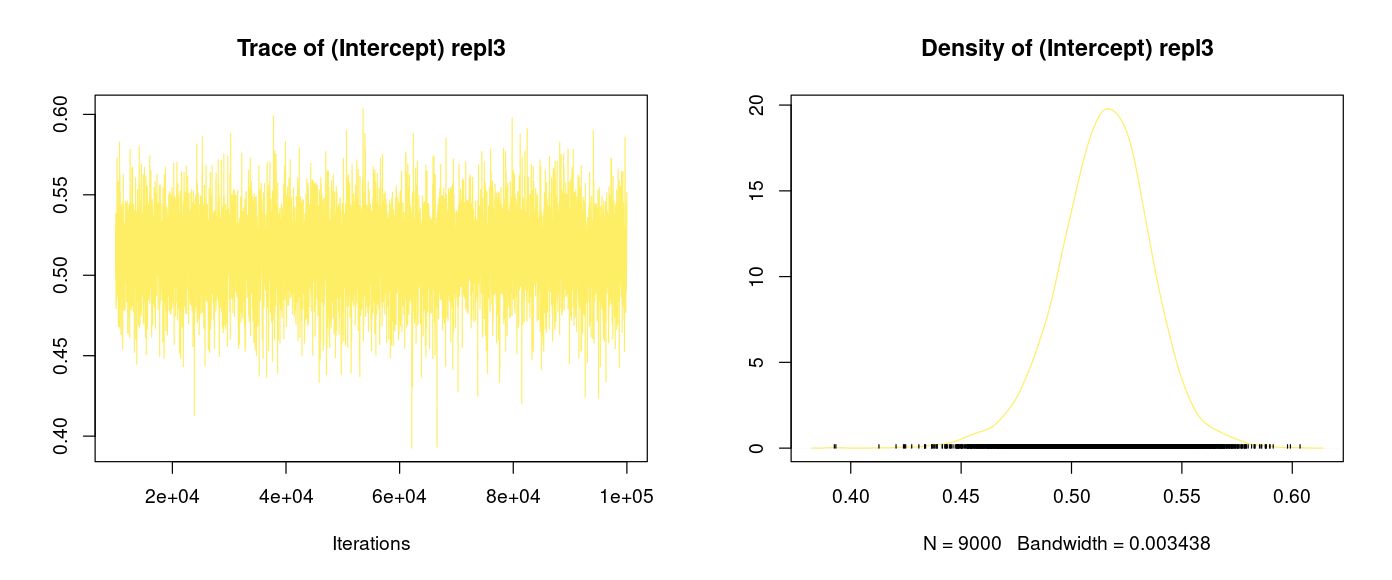 Trace of (Intercept) repl3
0.60
0.55
0.50
0.45
0.40
2e+04 4e+04 6e+04 8e+04 1e+05
Iterations
Density of (Intercept) repl3
20
15
10
5
0
0.40 0.45 0.50 0.55 0.60
N = 9000 Bandwidth = 0.003438